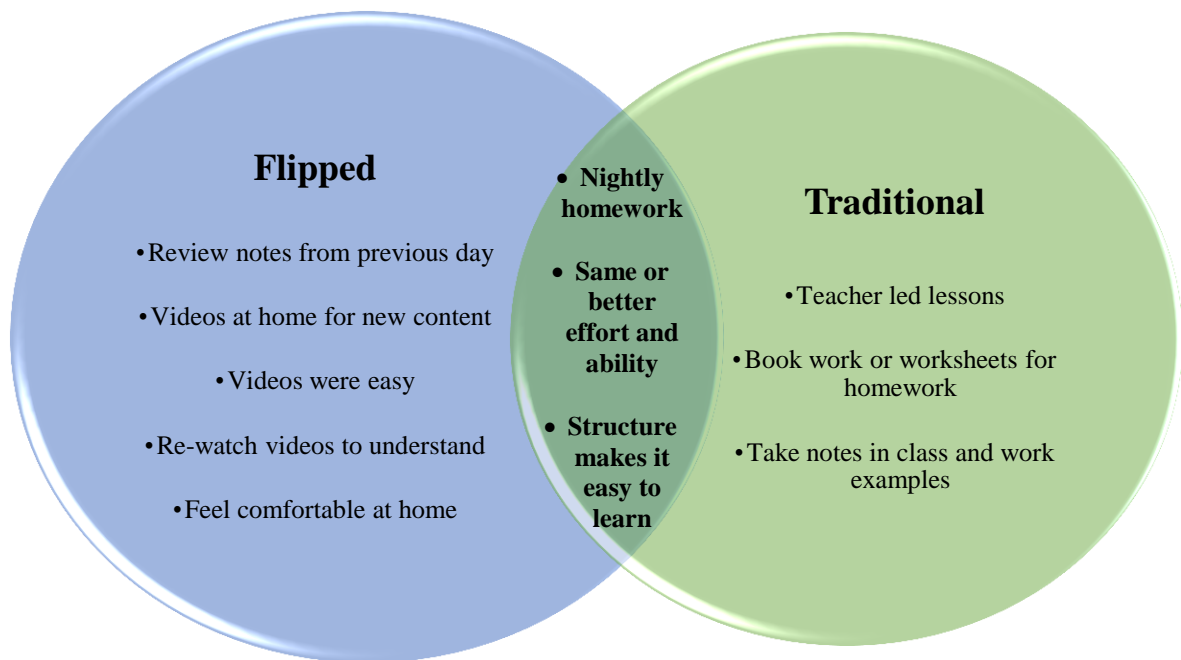 Flipped
•Review notes from previous day
•Videos at home for new content
•Videos were easy
•Re-watch videos to understand
•Feel comfortable at home
• Nightly
homework
• Same or
better
effort and
ability
• Structure
makes it
easy to
learn
Traditional
•Teacher led lessons
•Book work or worksheets for
homework
•Take notes in class and work
examples